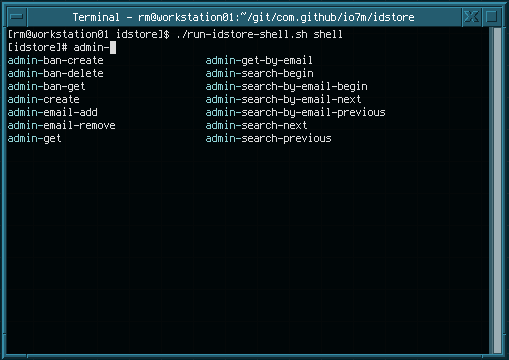 Terminal - rm@workstation01:~/git/com.github/io7m/idstore
[rm@workstation01 idstore]$ ./run-idstore-shell.sh shell
[idstore]# admin-
admin-ban-create admin-get-by-email
admin-ban-delete admin-search-begin
admin-ban-get admin-search-by-email-begin
admin-create admin-search-by-email-next
admin-email-add admin-search-by-email-previous
admin-email-remove admin-search-next
admin-get admin-search-previous